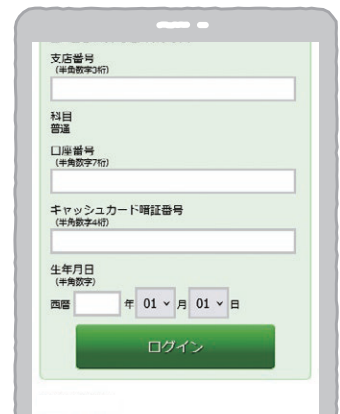 支店番号
(半角数字3桁)
科目
普通
口座番号
(半角数字7桁)
キャッシュカード暗証番号
(半角数字4桁)
生年月日
(半角数字)
西暦 年 01 月 01 日
ログイン